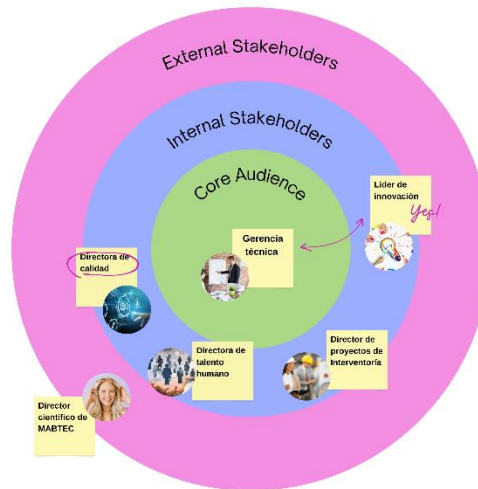 External Stakeholders
Internal Stakeholders
Core Audience
Lider de
innovación
Yes!
Gerencia
técnica
Directora de
calidad
Directora de
talento
humano
Director de
proyectos de
Interventoría
Director
científico de
MABTEC